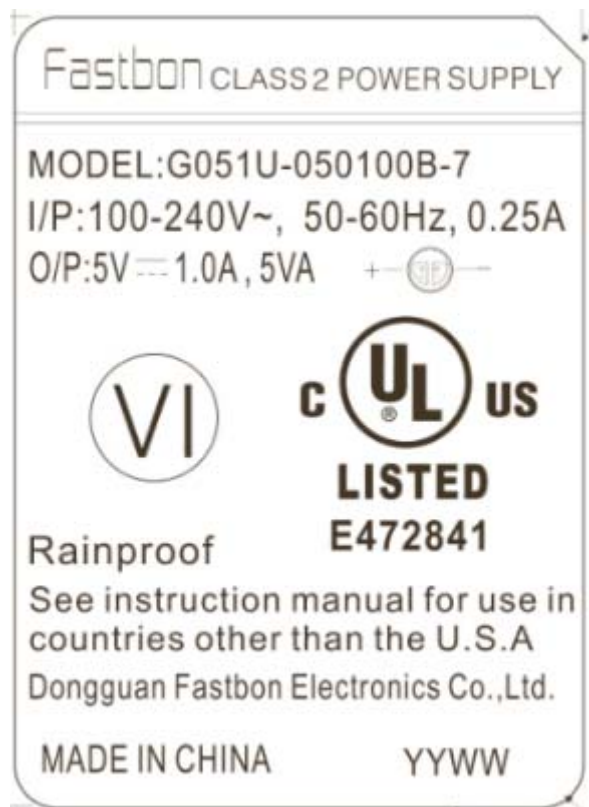 Fastbon CLASS 2 POWER SUPPLY
MODEL:G051U-050100B-7
I/P:100-240V~, 50-60Hz, 0.25A
O/P:5V⎓1.0A, 5VA + -
VI
C UL® US
LISTED
E472841
Rainproof
See instruction manual for use in
countries other than the U.S.A
Dongguan Fastbon Electronics Co.,Ltd.
MADE IN CHINA YYWW